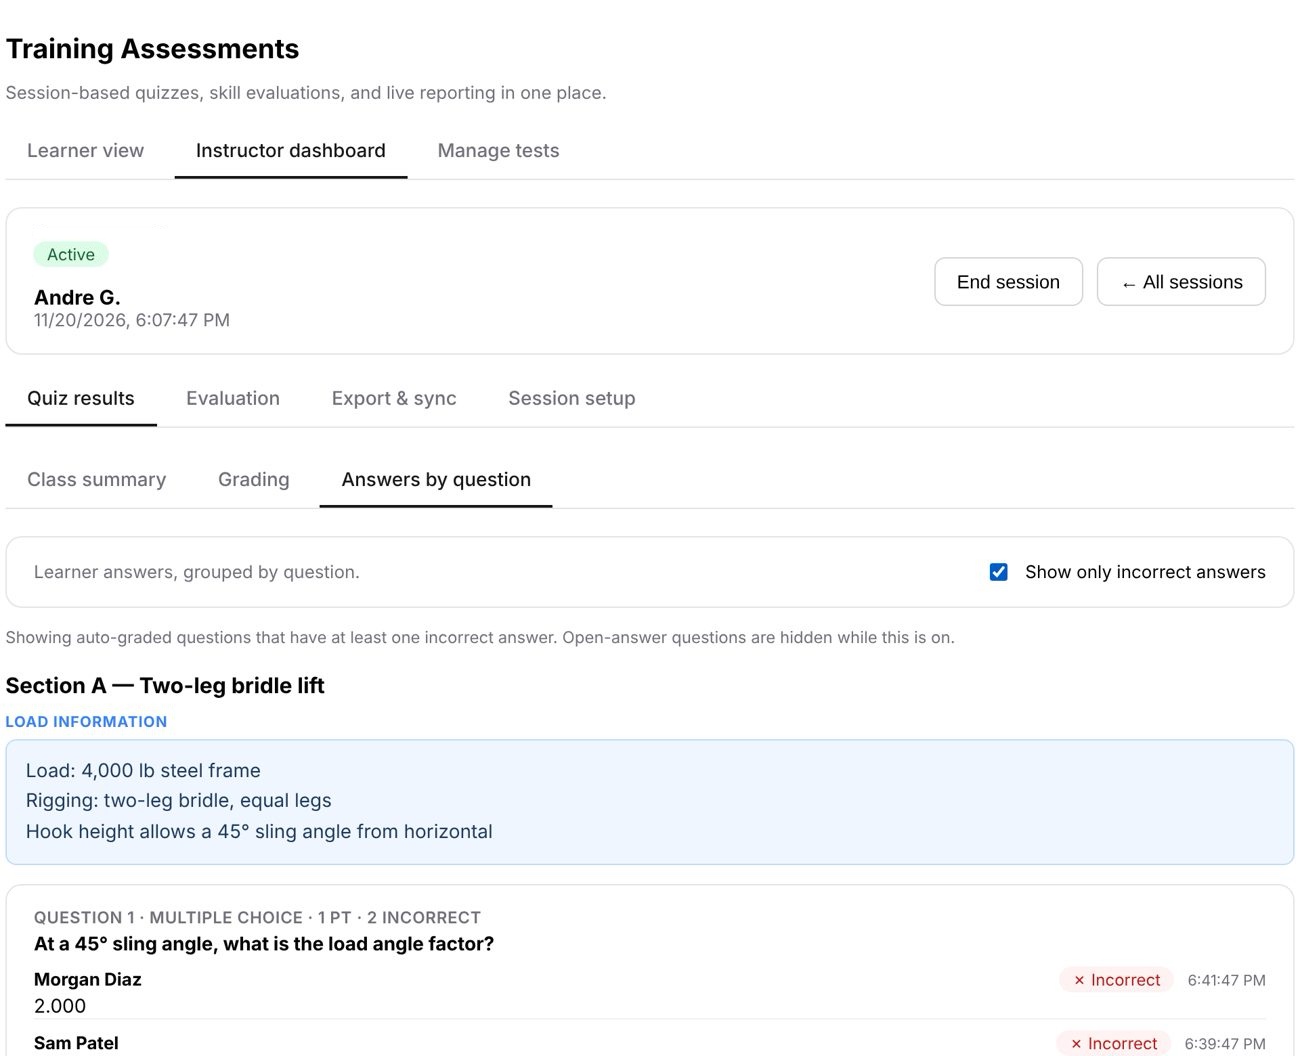 Training Assessments
Session-based quizzes, skill evaluations, and live reporting in one place.
Learner view Instructor dashboard Manage tests
Active
Andre G.
11/20/2026, 6:07:47 PM
End session ← All sessions
Quiz results Evaluation Export & sync Session setup
Class summary Grading Answers by question
Learner answers, grouped by question. Show only incorrect answers
Showing auto-graded questions that have at least one incorrect answer. Open-answer questions are hidden while this is on.
Section A — Two-leg bridle lift
LOAD INFORMATION
Load: 4,000 lb steel frame
Rigging: two-leg bridle, equal legs
Hook height allows a 45° sling angle from horizontal
QUESTION 1 · MULTIPLE CHOICE · 1 PT · 2 INCORRECT
At a 45° sling angle, what is the load angle factor?
Morgan Diaz × Incorrect 6:41:47 PM
2.000
Sam Patel × Incorrect 6:39:47 PM